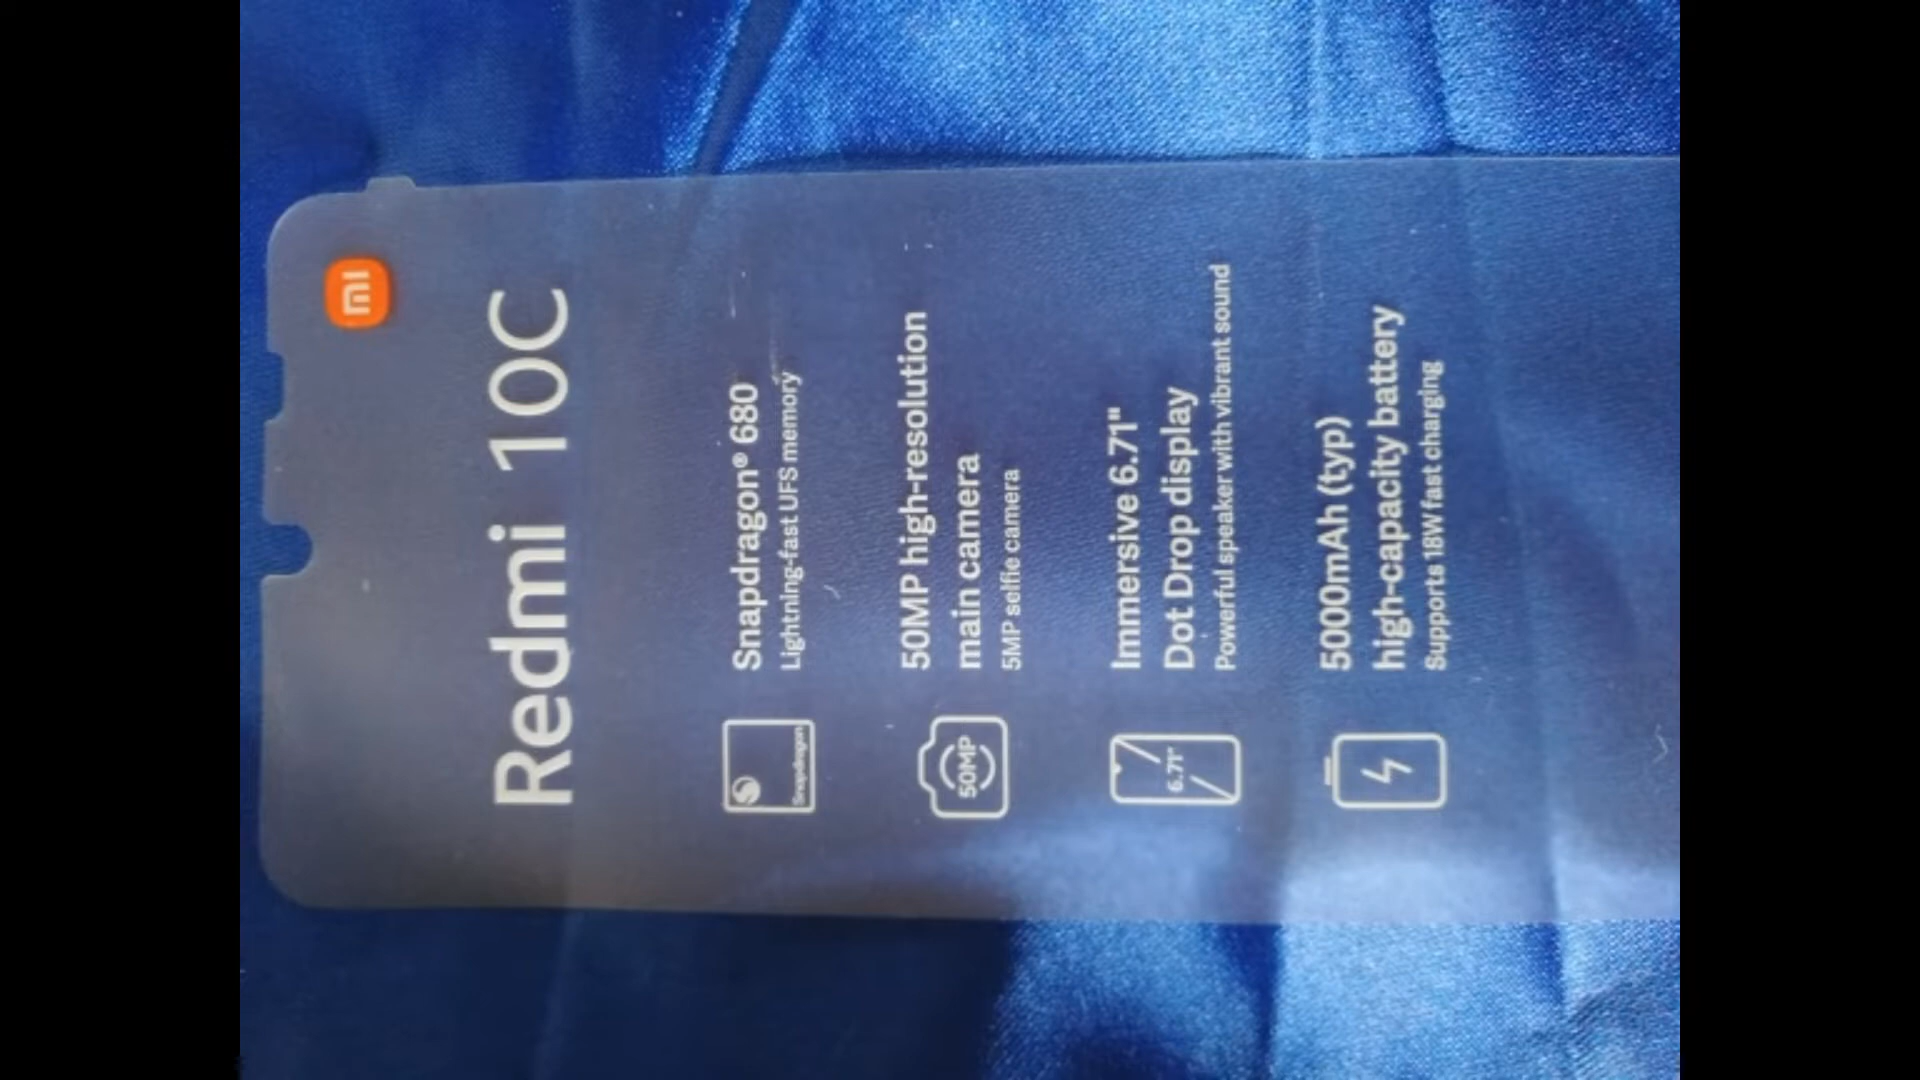 mi
Redmi 10C
Snapdragon
Snapdragon® 680
Lightning-fast UFS memory
50MP
50MP high-resolution
main camera
5MP selfie camera
6.71"
Immersive 6.71"
Dot Drop display
Powerful speaker with vibrant sound
5000mAh (typ)
high-capacity battery
Supports 18W fast charging